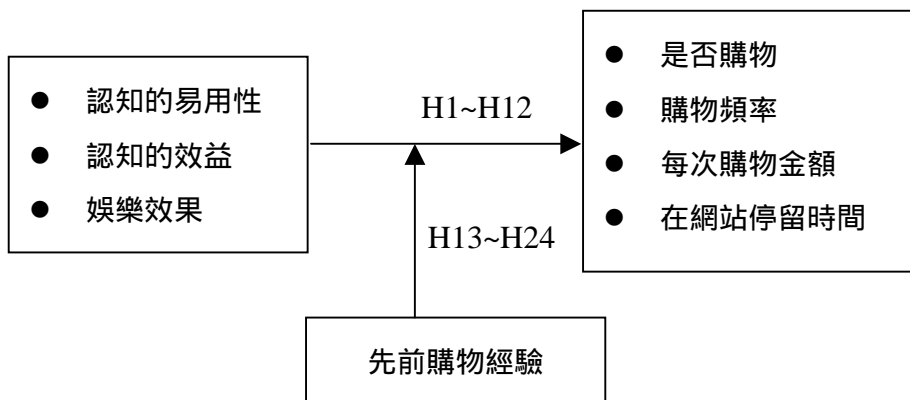 ● 認知的易用性
● 認知的效益
● 娛樂效果
H1~H12
● 是否購物
● 購物頻率
● 每次購物金額
● 在網站停留時間
H13~H24
先前購物經驗